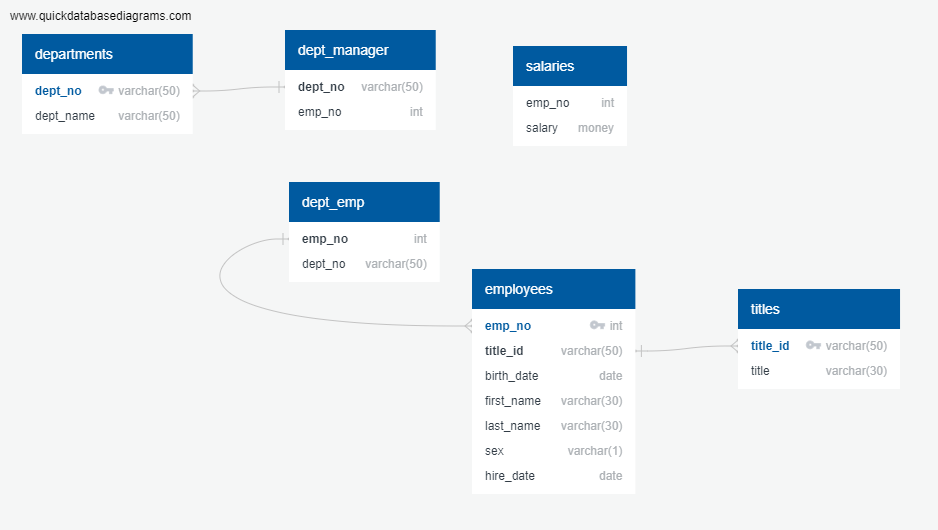 www.quickdatabasediagrams.com
departments
dept_no varchar(50)
dept_name varchar(50)
dept_manager
dept_no varchar(50)
emp_no int
salaries
emp_no int
salary money
dept_emp
emp_no int
dept_no varchar(50)
employees
emp_no int
title_id varchar(50)
birth_date date
first_name varchar(30)
last_name varchar(30)
sex varchar(1)
hire_date date
titles
title_id varchar(50)
title varchar(30)